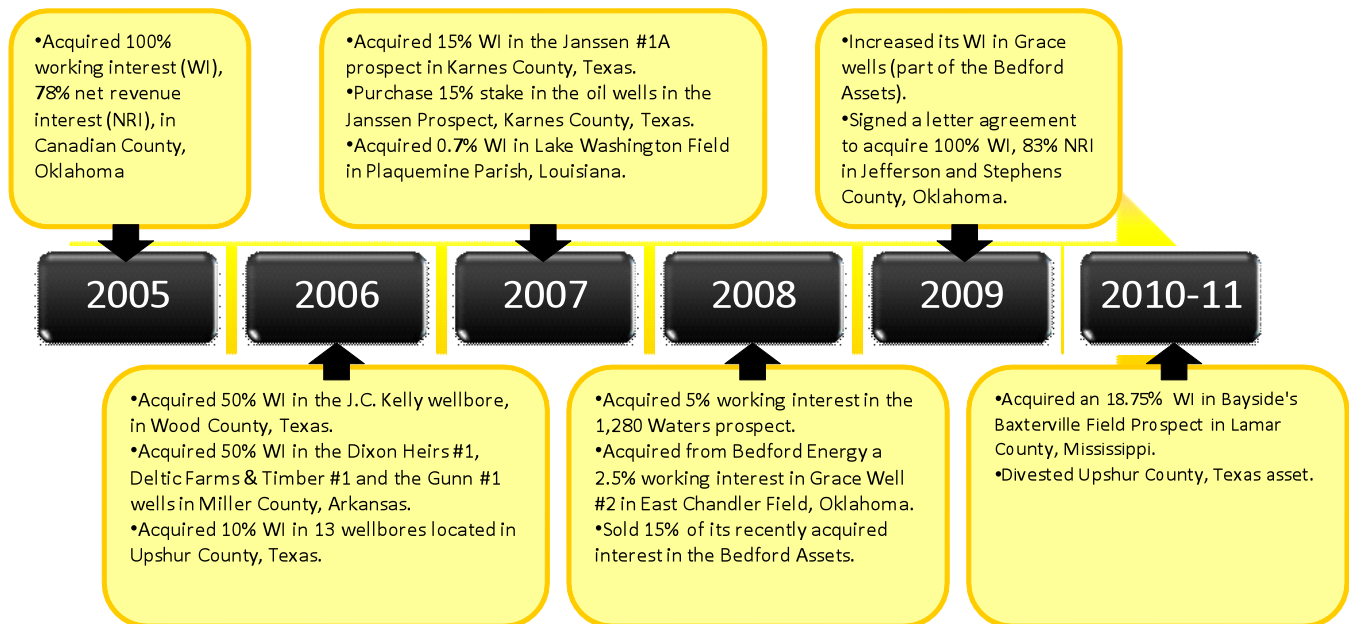 •Acquired 100%
working interest (WI),
78% net revenue
interest (NRI), in
Canadian County,
Oklahoma
•Acquired 15% WI in the Janssen #1A
prospect in Karnes County, Texas.
•Purchase 15% stake in the oil wells in the
Janssen Prospect, Karnes County, Texas.
•Acquired 0.7% WI in Lake Washington Field
in Plaquemine Parish, Louisiana.
•Increased its WI in Grace
wells (part of the Bedford
Assets).
•Signed a letter agreement
to acquire 100% WI, 83% NRI
in Jefferson and Stephens
County, Oklahoma.
2005
2006
2007
2008
2009
2010-11
•Acquired 50% WI in the J.C. Kelly wellbore,
in Wood County, Texas.
•Acquired 50% WI in the Dixon Heirs #1,
Deltic Farms & Timber #1 and the Gunn #1
wells in Miller County, Arkansas.
•Acquired 10% WI in 13 wellbores located in
Upshur County, Texas.
•Acquired 5% working interest in the
1,280 Waters prospect.
•Acquired from Bedford Energy a
2.5% working interest in Grace Well
#2 in East Chandler Field, Oklahoma.
•Sold 15% of its recently acquired
interest in the Bedford Assets.
•Acquired an 18.75% WI in Bayside's
Baxterville Field Prospect in Lamar
County, Mississippi.
•Divested Upshur County, Texas asset.